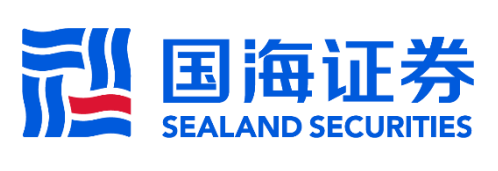 国海证券
SEALAND SECURITIES